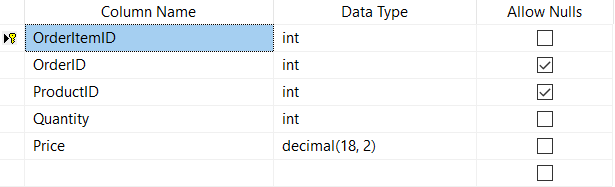 Column Name Data Type Allow Nulls
OrderItemID int
OrderID int
ProductID int
Quantity int
Price decimal(18, 2)